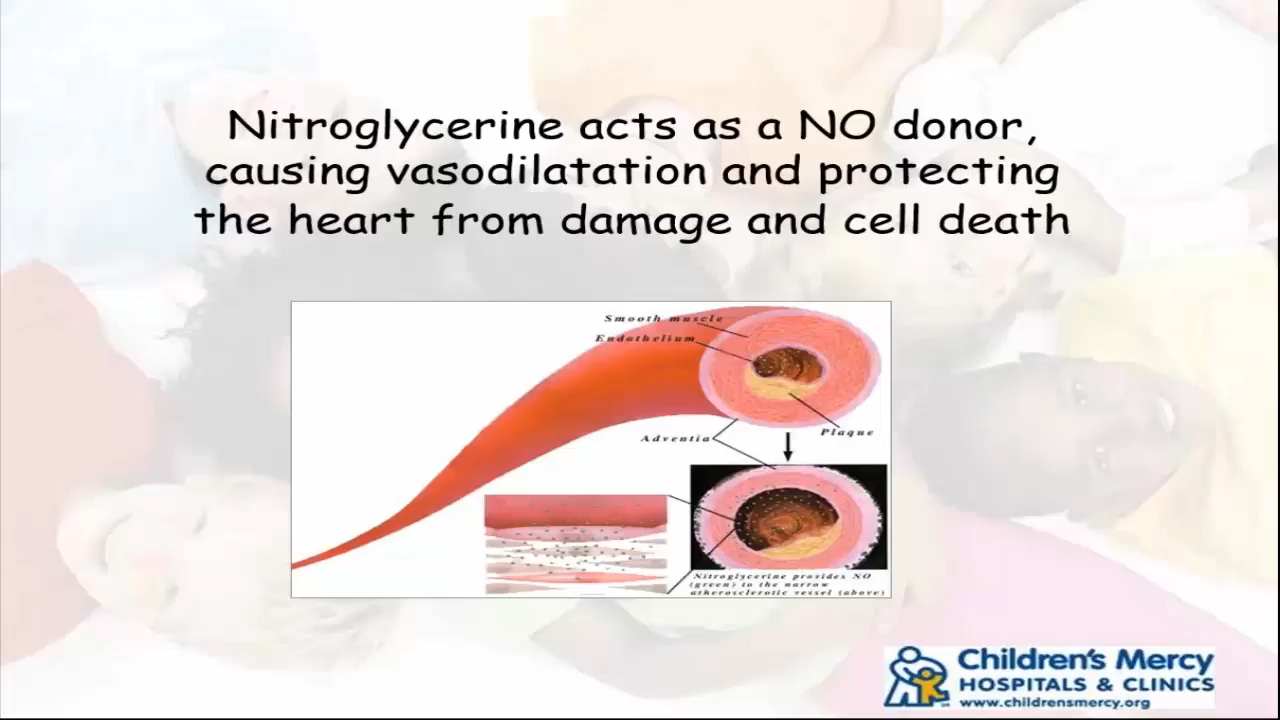 Nitroglycerine acts as a NO donor,
causing vasodilatation and protecting
the heart from damage and cell death
Smooth muscle
Endothelium
Adventia
Plaque
Nitroglycerine provides NO
(green) to the narrow
atherosclerotic vessel (above)
Children's Mercy
HOSPITALS & CLINICS
www.childrensmercy.org